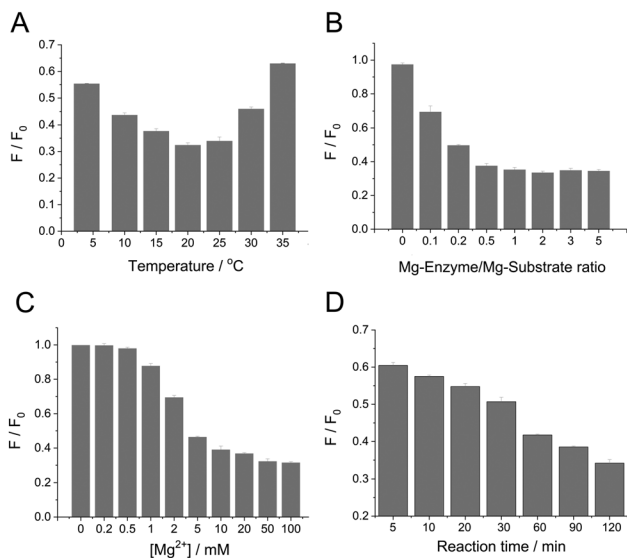 A
F / F0
0.7
0.6
0.5
0.4
0.3
0.2
0.1
0.0
0 5 10 15 20 25 30 35
Temperature / °C
B
F / F0
1.0
0.8
0.6
0.4
0.2
0.0
0 0.1 0.2 0.5 1 2 3 5
Mg-Enzyme/Mg-Substrate ratio
C
F / F0
1.0
0.8
0.6
0.4
0.2
0.0
0 0.2 0.5 1 2 5 10 20 50 100
[Mg2+] / mM
D
F / F0
0.7
0.6
0.5
0.4
0.3
0.2
5 10 20 30 60 90 120
Reaction time / min